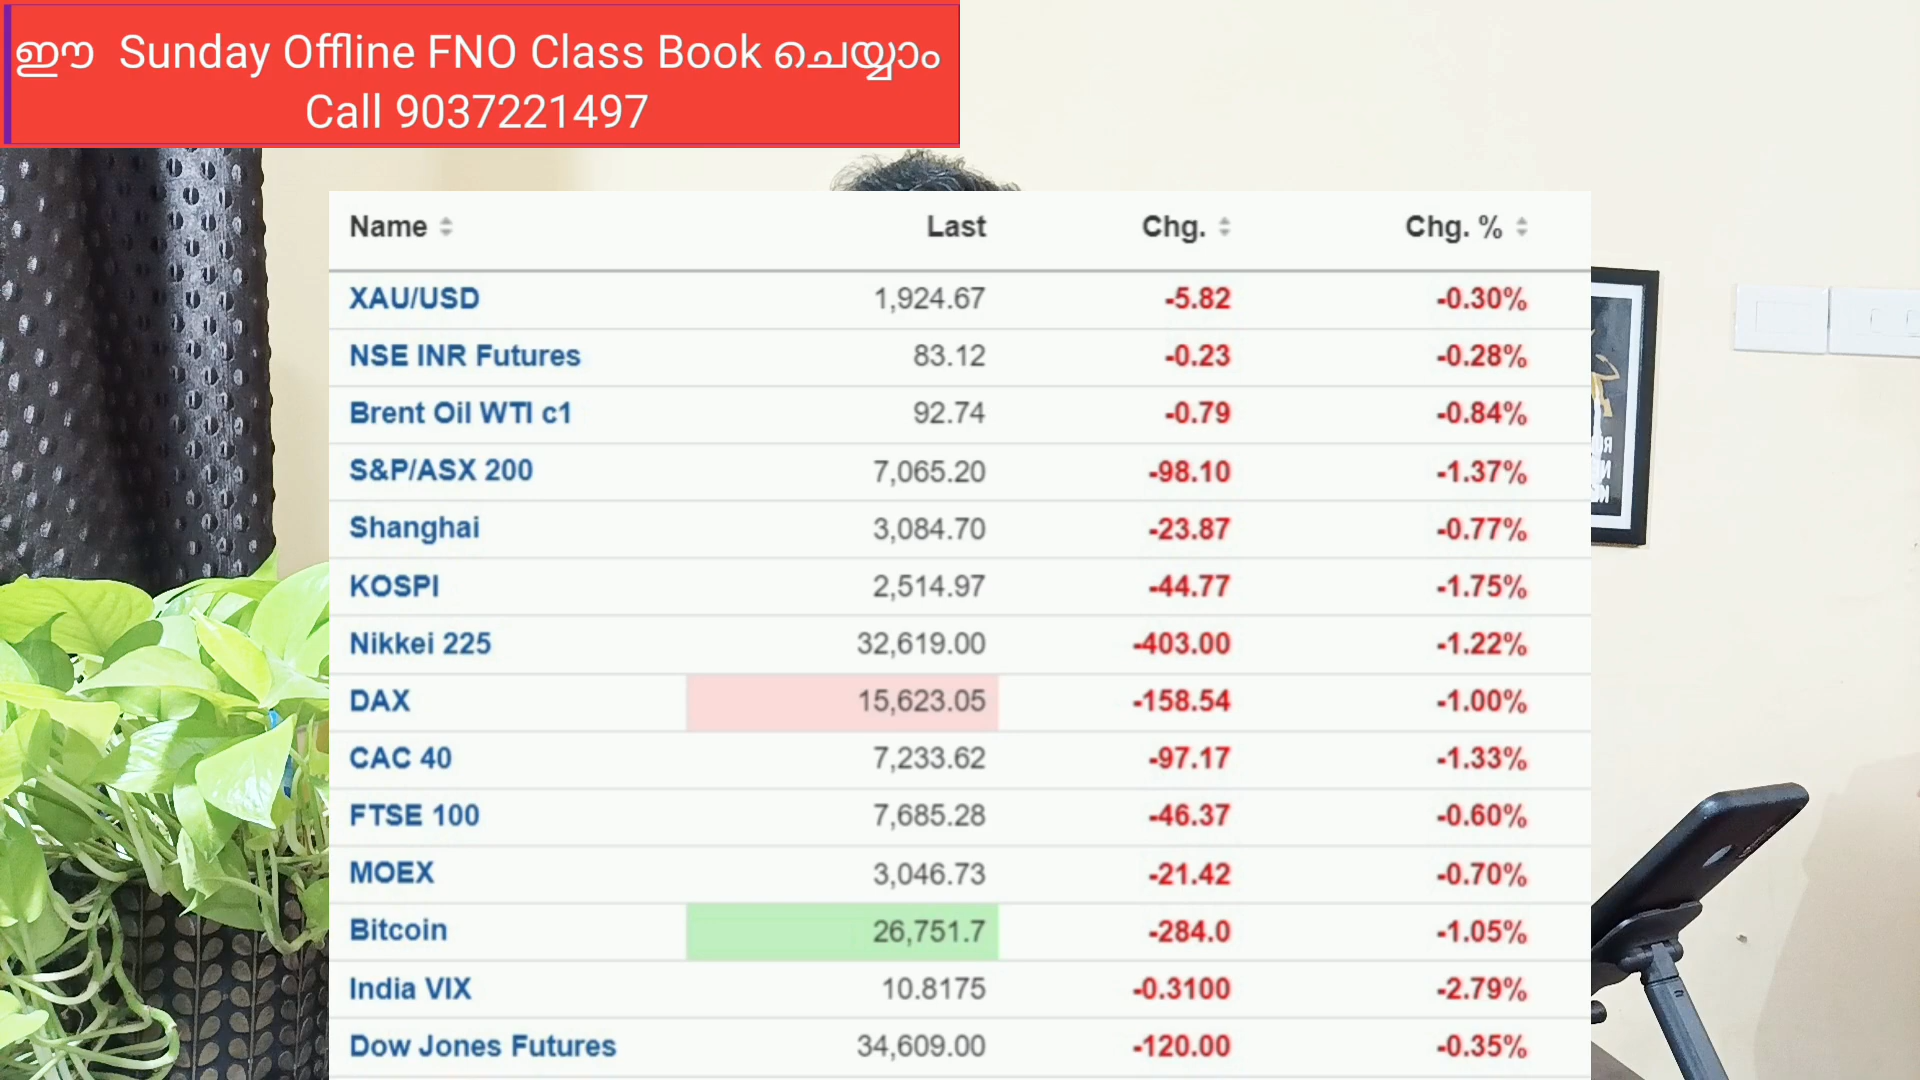 ഈ Sunday Offline FNO Class Book ചെയ്യാം
Call 9037221497
Name Last Chg. Chg. %
XAU/USD 1,924.67 -5.82 -0.30%
NSE INR Futures 83.12 -0.23 -0.28%
Brent Oil WTI c1 92.74 -0.79 -0.84%
S&P/ASX 200 7,065.20 -98.10 -1.37%
Shanghai 3,084.70 -23.87 -0.77%
KOSPI 2,514.97 -44.77 -1.75%
Nikkei 225 32,619.00 -403.00 -1.22%
DAX 15,623.05 -158.54 -1.00%
CAC 40 7,233.62 -97.17 -1.33%
FTSE 100 7,685.28 -46.37 -0.60%
MOEX 3,046.73 -21.42 -0.70%
Bitcoin 26,751.7 -284.0 -1.05%
India VIX 10.8175 -0.3100 -2.79%
Dow Jones Futures 34,609.00 -120.00 -0.35%